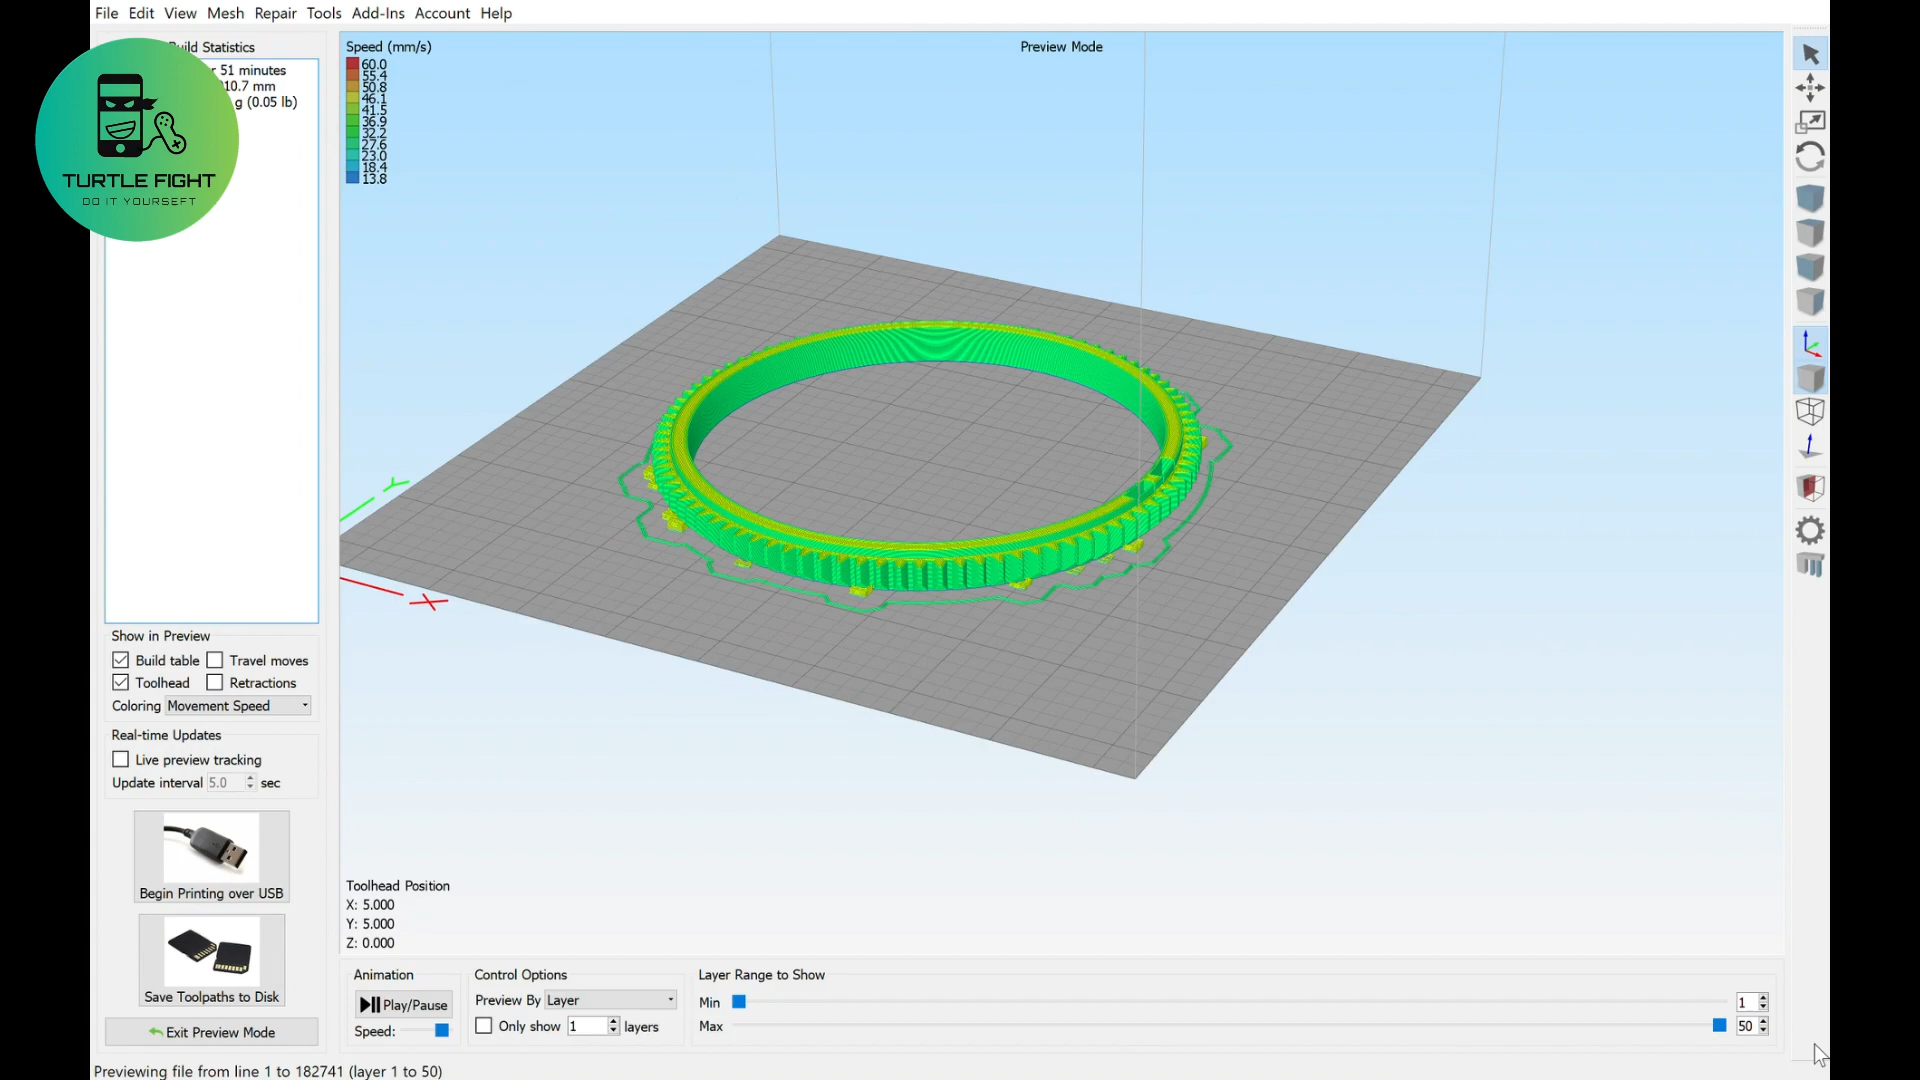 File Edit View Mesh Repair Tools Add-Ins Account Help
Build Statistics
51 minutes
10.7 mm
g (0.05 lb)
TURTLE FIGHT
DO IT YOURSEFT
Speed (mm/s)
60.0
55.4
50.8
46.1
41.5
36.9
32.2
27.6
23.0
18.4
13.8
Preview Mode
Y
X
Show in Preview
Build table Travel moves
Toolhead Retractions
Coloring Movement Speed
Real-time Updates
Live preview tracking
Update interval 5.0 sec
Begin Printing over USB
Save Toolpaths to Disk
Exit Preview Mode
Toolhead Position
X: 5.000
Y: 5.000
Z: 0.000
Animation
Play/Pause
Speed:
Control Options
Preview By Layer
Only show 1 layers
Layer Range to Show
Min 1
Max 50
Previewing file from line 1 to 182741 (layer 1 to 50)